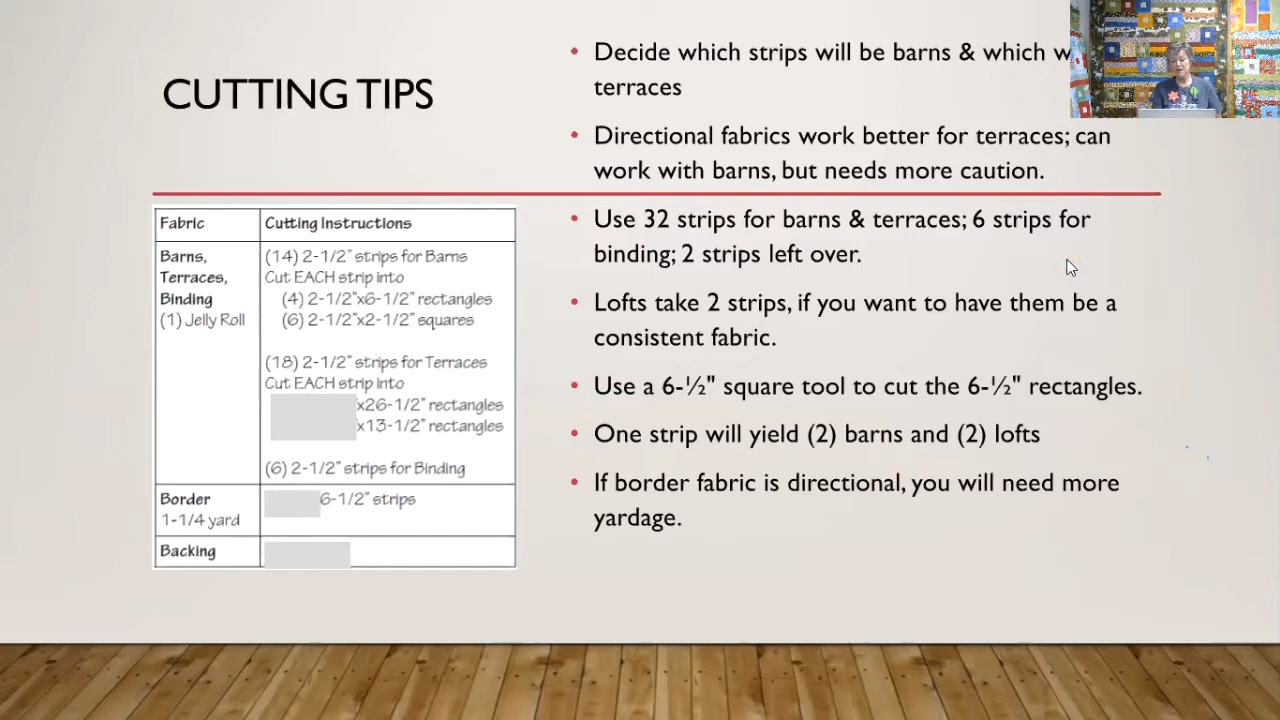 CUTTING TIPS
• Decide which strips will be barns & which
terraces
• Directional fabrics work better for terraces; can
work with barns, but needs more caution.
• Use 32 strips for barns & terraces; 6 strips for
binding; 2 strips left over.
• Lofts take 2 strips, if you want to have them be a
consistent fabric.
• Use a 6-½" square tool to cut the 6-½" rectangles.
• One strip will yield (2) barns and (2) lofts
• If border fabric is directional, you will need more
yardage.
Fabric Cutting Instructions
Barns, (14) 2-1/2" strips for Barns
Terraces, Cut EACH strip into
Binding (4) 2-1/2"x6-1/2" rectangles
(1) Jelly Roll (6) 2-1/2"x2-1/2" squares
(18) 2-1/2" strips for Terraces
Cut EACH strip into
x26-1/2" rectangles
x13-1/2" rectangles
(6) 2-1/2" strips for Binding
Border 6-1/2" strips
1-1/4 yard
Backing